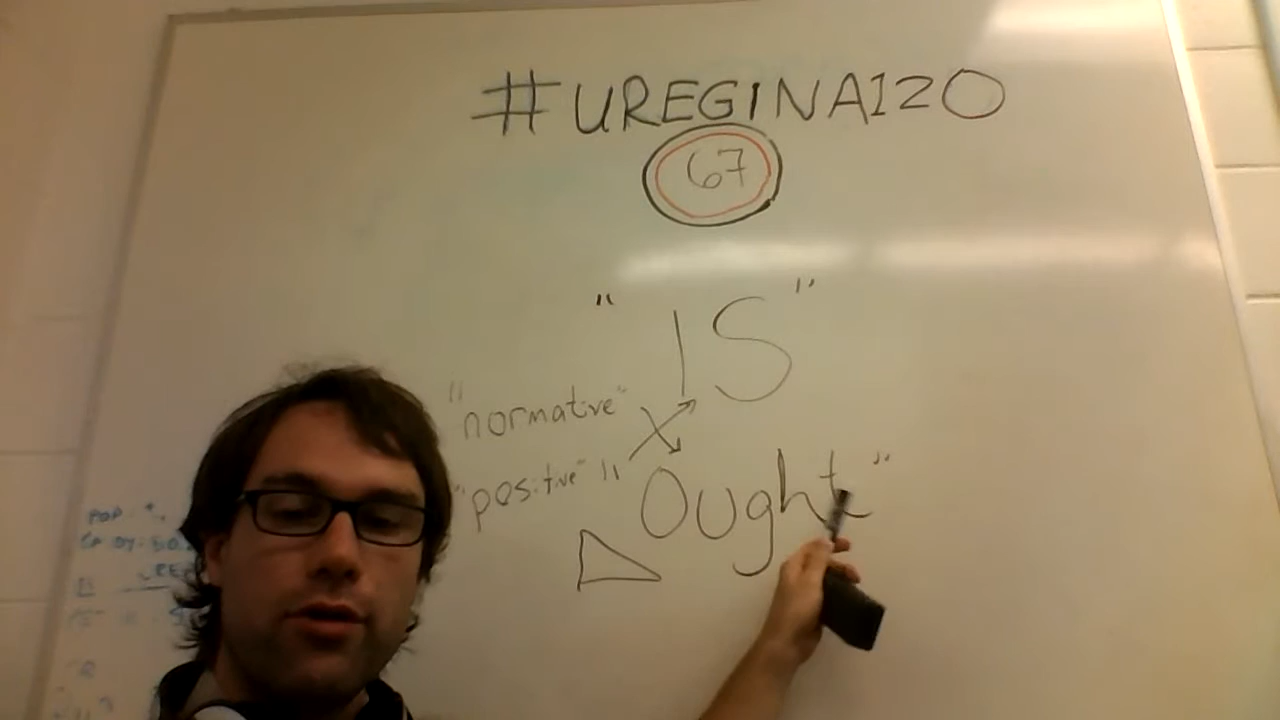 #UREGINA120
67
" IS "
"normative"
"positive"
" Ought "